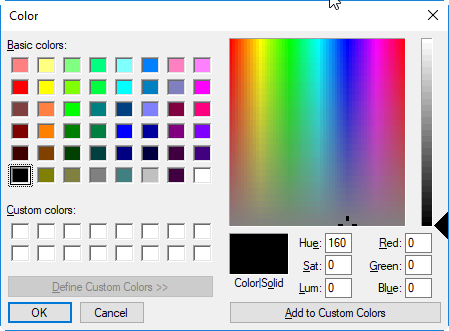 Color
Basic colors:
Custom colors:
Define Custom Colors >>
OK Cancel
Color|Solid
Hue: 160 Red: 0
Sat: 0 Green: 0
Lum: 0 Blue: 0
Add to Custom Colors